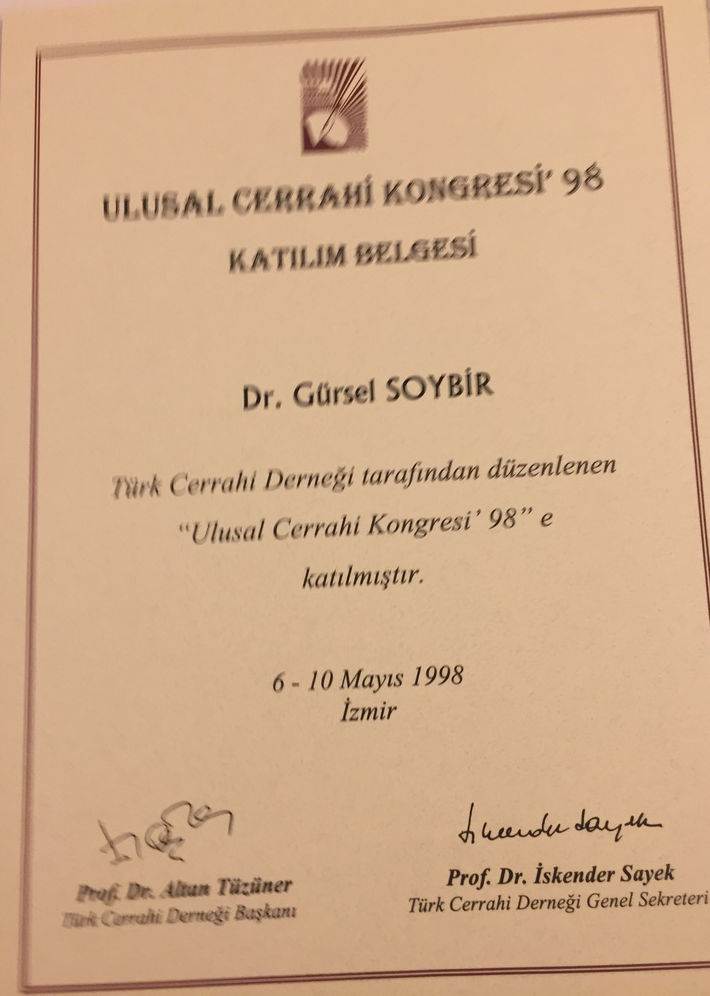 ULUSAL CERRAHİ KONGRESİ' 98
KATILIM BELGESİ
Dr. Gürsel SOYBİR
Türk Cerrahi Derneği tarafından düzenlenen
“Ulusal Cerrahi Kongresi’ 98” e
katılmıştır.
6 - 10 Mayıs 1998
İzmir
İskender Sayek
Prof. Dr. Altan Tüzüner
Türk Cerrahi Derneği Başkanı
Prof. Dr. İskender Sayek
Türk Cerrahi Derneği Genel Sekreteri